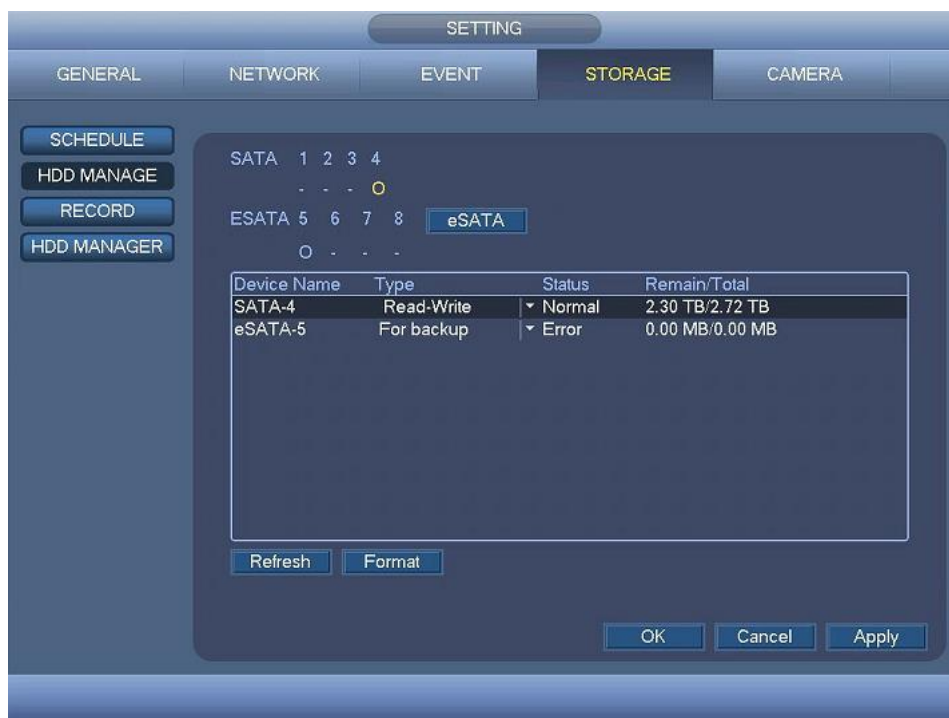 SETTING
GENERAL NETWORK EVENT STORAGE CAMERA
SCHEDULE
HDD MANAGE
RECORD
HDD MANAGER
SATA 1 2 3 4
- - - O
ESATA 5 6 7 8 eSATA
O - - -
Device Name Type Status Remain/Total
SATA-4 Read-Write Normal 2.30 TB/2.72 TB
eSATA-5 For backup Error 0.00 MB/0.00 MB
Refresh Format
OK Cancel Apply